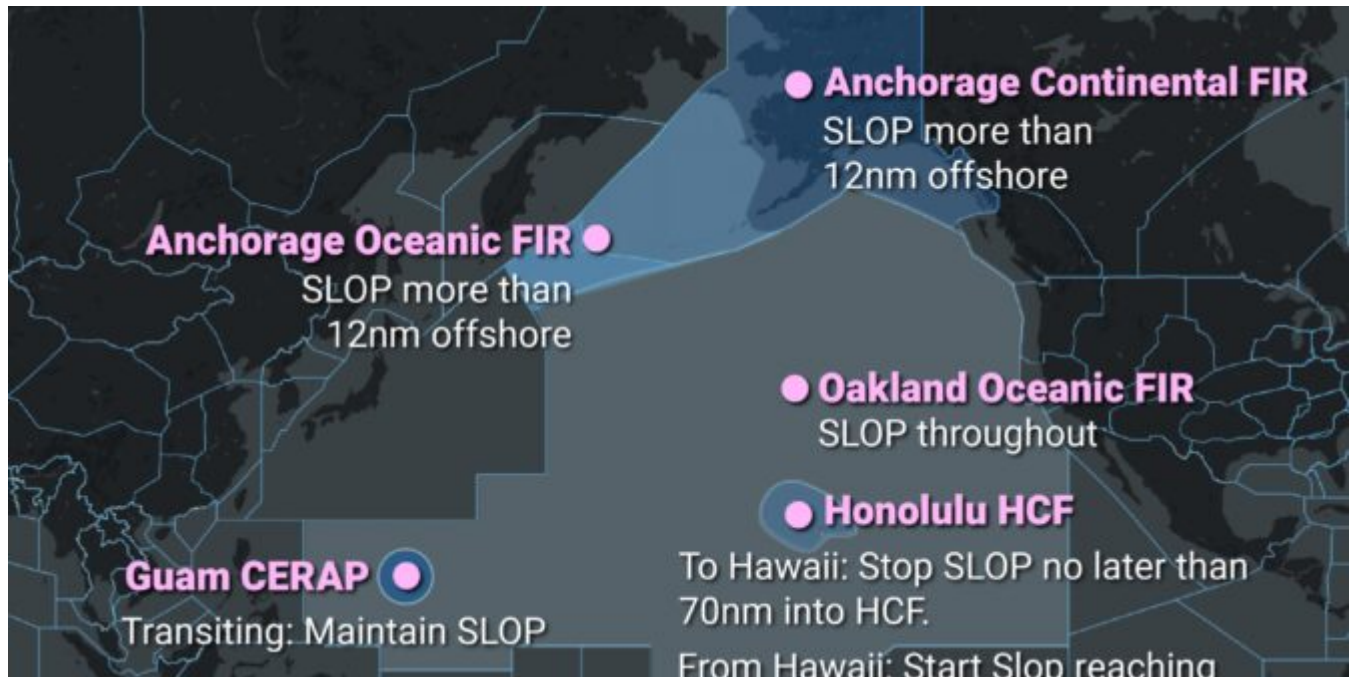 Anchorage Continental FIR
SLOP more than
12nm offshore
Anchorage Oceanic FIR
SLOP more than
12nm offshore
Oakland Oceanic FIR
SLOP throughout
Honolulu HCF
To Hawaii: Stop SLOP no later than
70nm into HCF.
From Hawaii: Start Slop reaching
Guam CERAP
Transiting: Maintain SLOP